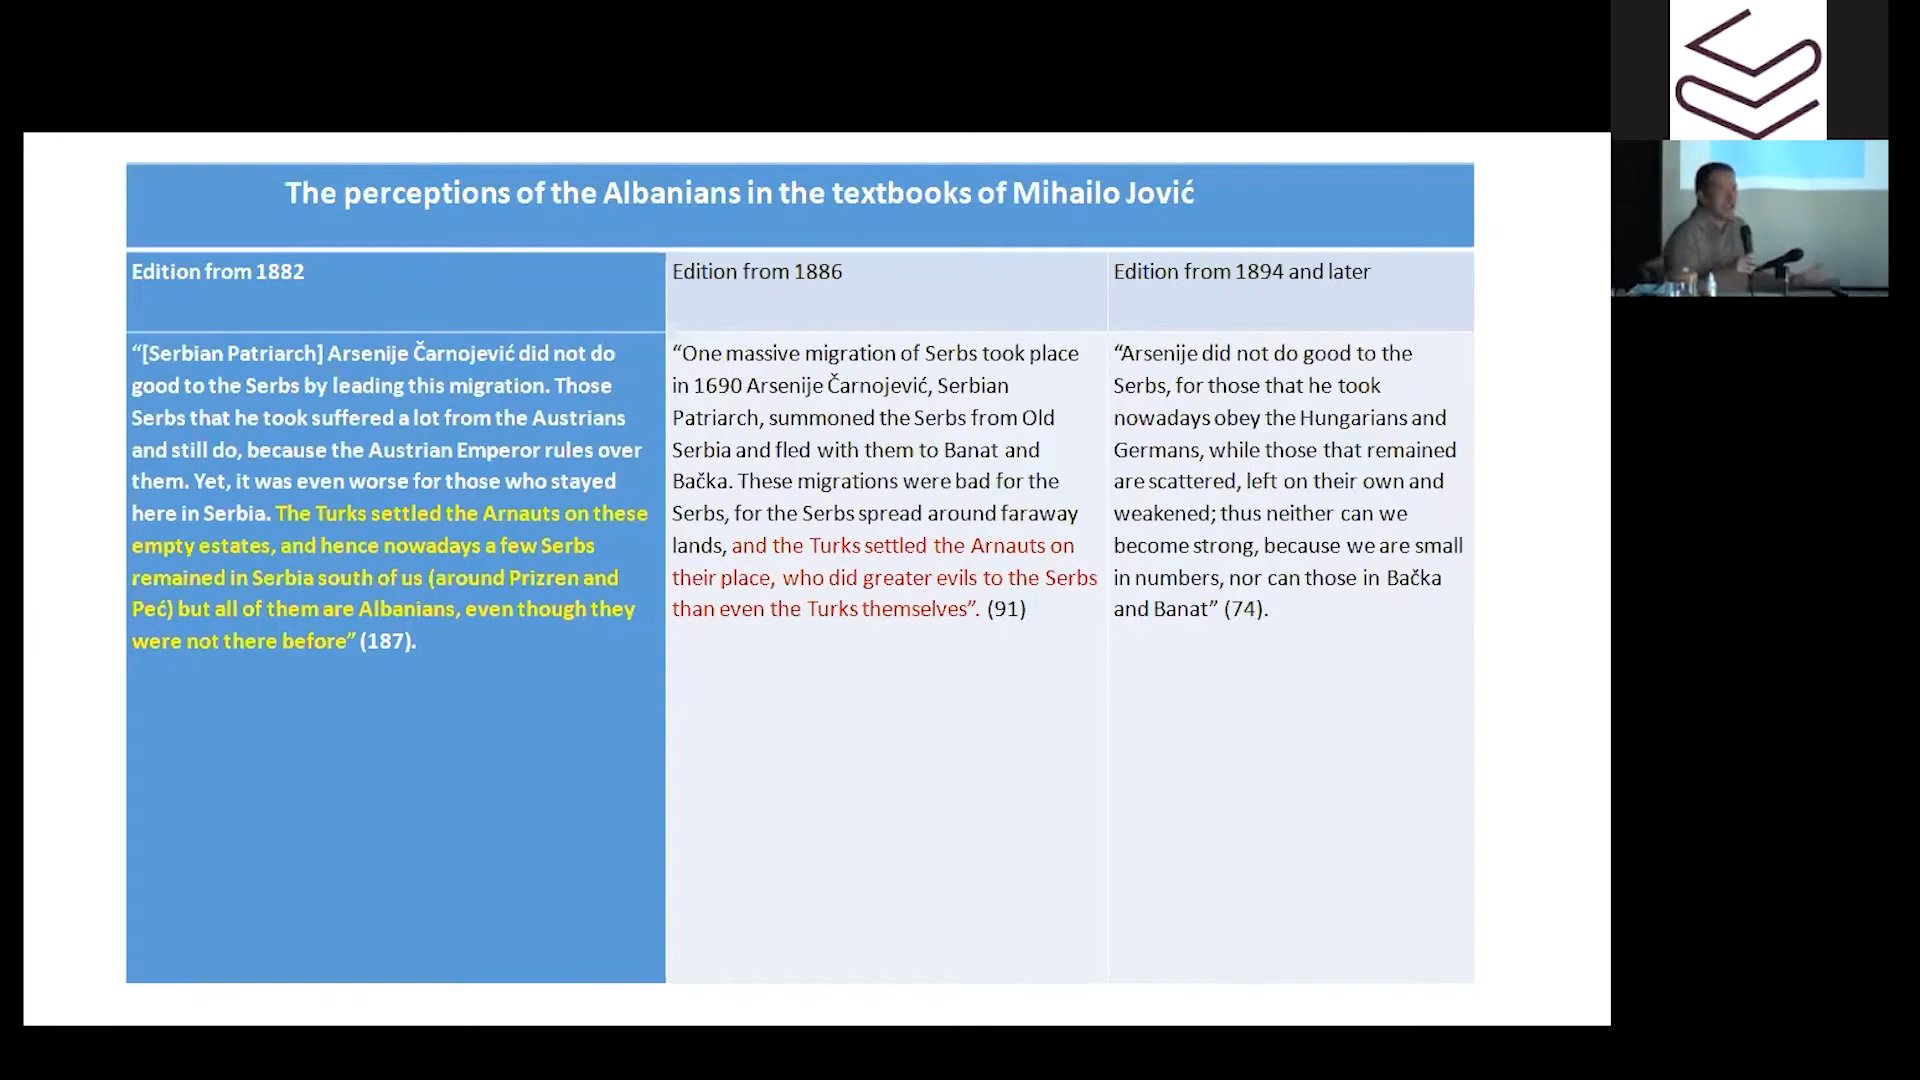 The perceptions of the Albanians in the textbooks of Mihailo Jović
Edition from 1882
“[Serbian Patriarch] Arsenije Čarnojević did not do
good to the Serbs by leading this migration. Those
Serbs that he took suffered a lot from the Austrians
and still do, because the Austrian Emperor rules over
them. Yet, it was even worse for those who stayed
here in Serbia. The Turks settled the Arnauts on these
empty estates, and hence nowadays a few Serbs
remained in Serbia south of us (around Prizren and
Peć) but all of them are Albanians, even though they
were not there before” (187).
Edition from 1886
“One massive migration of Serbs took place
in 1690 Arsenije Čarnojević, Serbian
Patriarch, summoned the Serbs from Old
Serbia and fled with them to Banat and
Bačka. These migrations were bad for the
Serbs, for the Serbs spread around faraway
lands, and the Turks settled the Arnauts on
their place, who did greater evils to the Serbs
than even the Turks themselves”. (91)
Edition from 1894 and later
“Arsenije did not do good to the
Serbs, for those that he took
nowadays obey the Hungarians and
Germans, while those that remained
are scattered, left on their own and
weakened; thus neither can we
become strong, because we are small
in numbers, nor can those in Bačka
and Banat” (74).